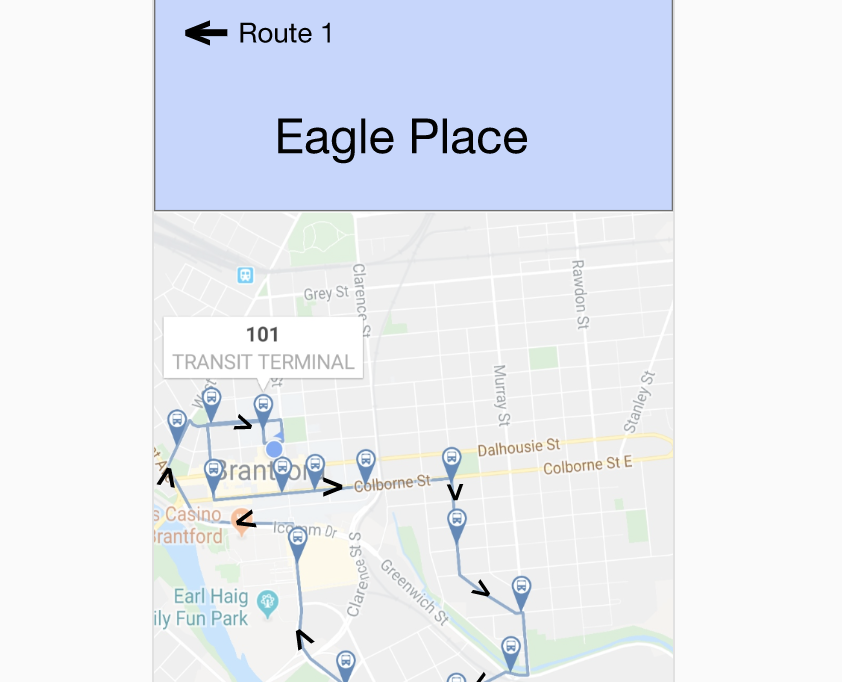 Route 1
Eagle Place
Grey St
Clarence St
Rawdon St
101
TRANSIT TERMINAL
Murray St
Stanley St
Dalhousie St
Colborne St E
Brantford
Colborne St
s Casino
Brantford
Icomm Dr
Clarence St S
Greenwich St
Earl Haig
ily Fun Park